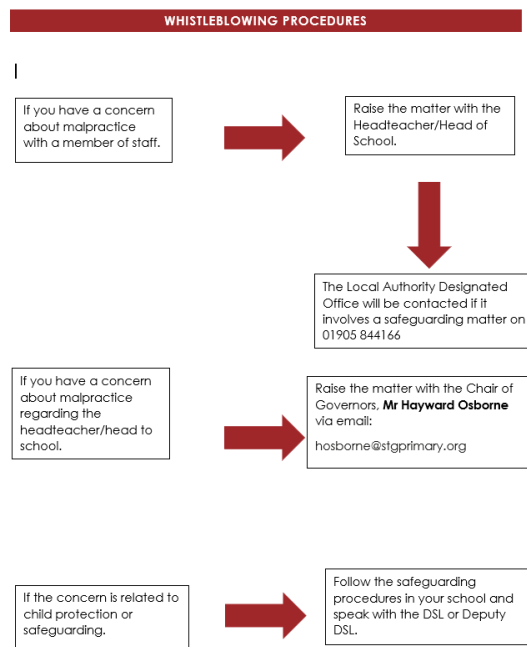 WHISTLEBLOWING PROCEDURES
If you have a concern
about malpractice
with a member of staff.
Raise the matter with the
Headteacher/Head of
School.
The Local Authority Designated
Office will be contacted if it
involves a safeguarding matter on
01905 844166
If you have a concern
about malpractice
regarding the
headteacher/head to
school.
Raise the matter with the Chair of
Governors, Mr Hayward Osborne
via email:
hosborne@stgprimary.org
If the concern is related to
child protection or
safeguarding.
Follow the safeguarding
procedures in your school and
speak with the DSL or Deputy
DSL.